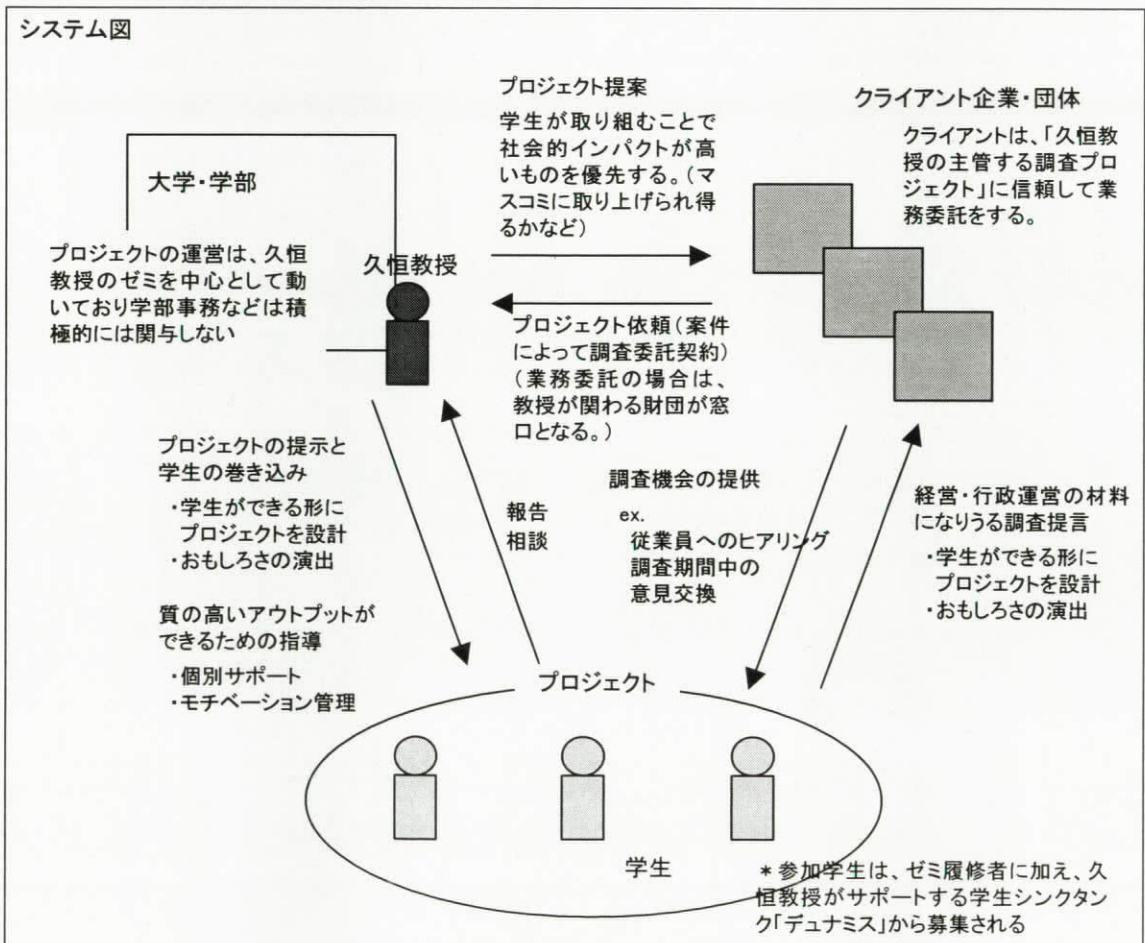 システム図
大学・学部
プロジェクトの運営は、久恒
教授のゼミを中心として動
いており学部事務などは積
極的には関与しない
久恒教授
プロジェクト提案
学生が取り組むことで
社会的インパクトが高
いものを優先する。(マ
スコミに取り上げられ得
るかなど)
クライアント企業・団体
クライアントは、「久恒教
授の主管する調査プロ
ジェクト」に信頼して業
務委託をする。
プロジェクト依頼(案件
によって調査委託契約)
(業務委託の場合は、
教授が関わる財団が窓
口となる。)
プロジェクトの提示と
学生の巻き込み
・学生ができる形に
プロジェクトを設計
・おもしろさの演出
質の高いアウトプットが
できるための指導
・個別サポート
・モチベーション管理
報告
相談
調査機会の提供
ex.
従業員へのヒアリング
調査期間中の
意見交換
経営・行政運営の材料
になりうる調査提言
・学生ができる形に
プロジェクトを設計
・おもしろさの演出
プロジェクト
学生
*参加学生は、ゼミ履修者に加え、久
恒教授がサポートする学生シンクタン
ク「デュナミス」から募集される